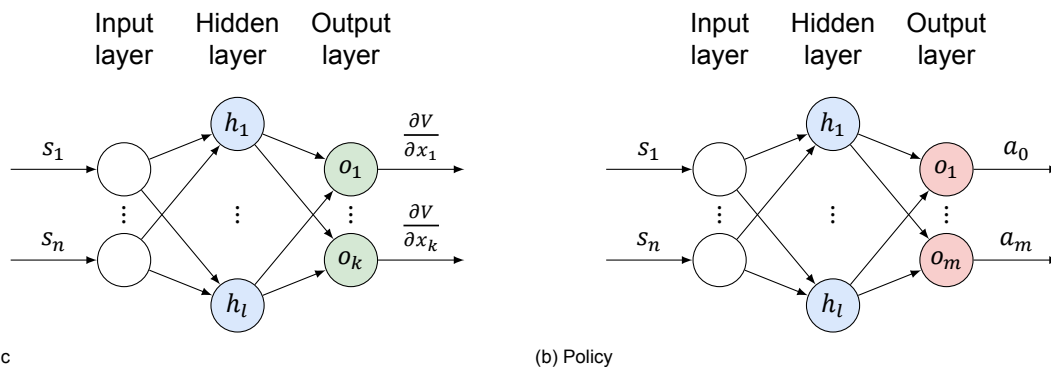 Input layer Hidden layer Output layer
s₁
h₁
o₁
∂V/∂x₁
⋮ ⋮ ⋮
sₙ
oₖ
∂V/∂xₖ
hₗ
c
Input layer Hidden layer Output layer
s₁
h₁
o₁
a₀
⋮ ⋮ ⋮
sₙ
oₘ
aₘ
hₗ
(b) Policy